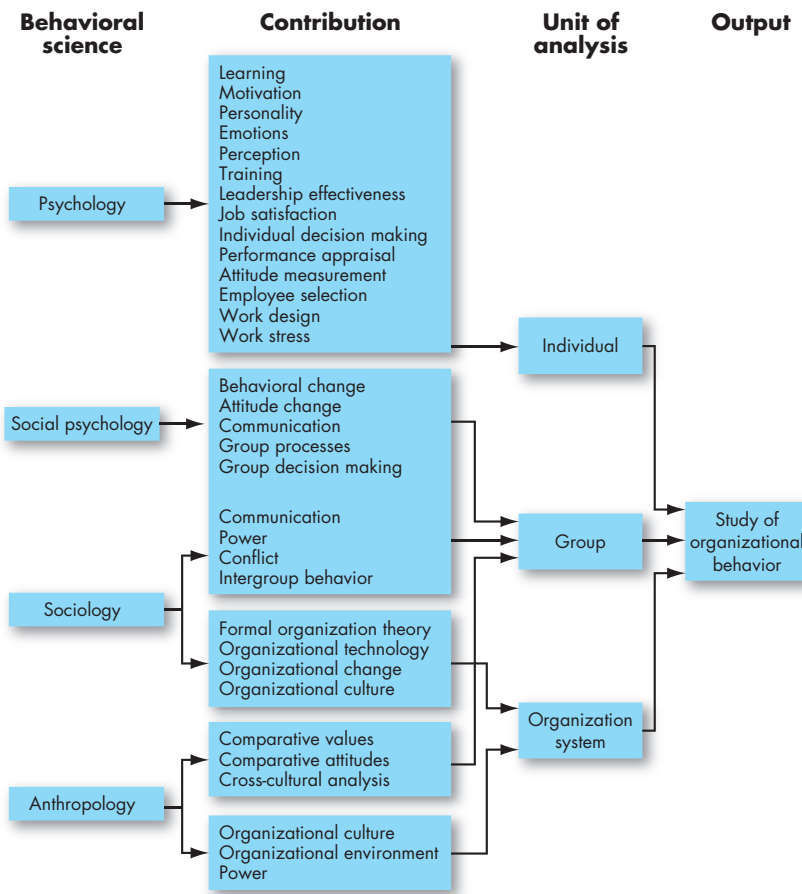 Behavioral
science
Contribution
Unit of
analysis
Output
Psychology
Learning
Motivation
Personality
Emotions
Perception
Training
Leadership effectiveness
Job satisfaction
Individual decision making
Performance appraisal
Attitude measurement
Employee selection
Work design
Work stress
Individual
Social psychology
Behavioral change
Attitude change
Communication
Group processes
Group decision making
Communication
Power
Conflict
Intergroup behavior
Group
Study of
organizational
behavior
Sociology
Formal organization theory
Organizational technology
Organizational change
Organizational culture
Organization
system
Anthropology
Comparative values
Comparative attitudes
Cross-cultural analysis
Organizational culture
Organizational environment
Power